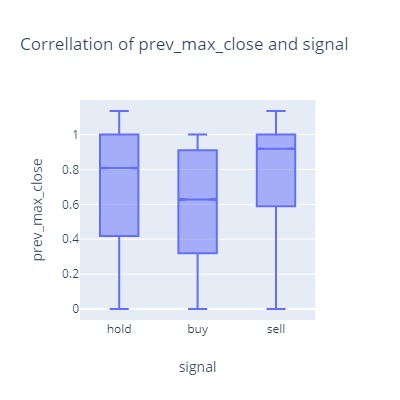 Correllation of prev_max_close and signal
prev_max_close
1
0.8
0.6
0.4
0.2
0
hold buy sell
signal